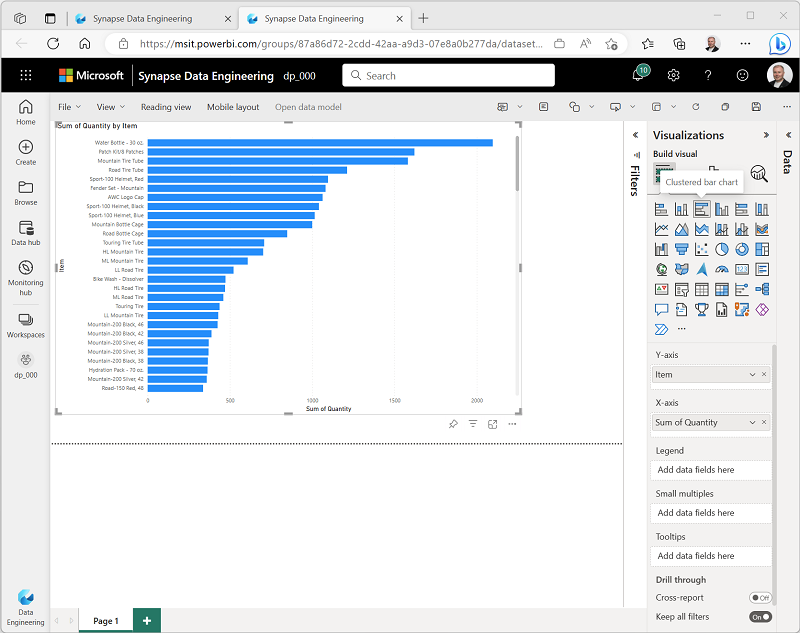 Synapse Data Engineering
Synapse Data Engineering
https://msit.powerbi.com/groups/87a86d72-2cdd-42aa-a9d3-07e8a0b277da/dataset...
Microsoft
Synapse Data Engineering
dp_000
Search
10
Home
Create
Browse
Data hub
Monitoring
hub
Workspaces
dp_000
Data
Engineering
File
View
Reading view
Mobile layout
Open data model
Sum of Quantity by Item
Item
Water Bottle - 30 oz.
Patch Kit/8 Patches
Mountain Tire Tube
Road Tire Tube
Sport-100 Helmet, Red
Fender Set - Mountain
AWC Logo Cap
Sport-100 Helmet, Black
Sport-100 Helmet, Blue
Mountain Bottle Cage
Road Bottle Cage
Touring Tire Tube
HL Mountain Tire
ML Mountain Tire
LL Road Tire
Bike Wash - Dissolver
HL Road Tire
ML Road Tire
Touring Tire
LL Mountain Tire
Mountain-200 Black, 46
Mountain-200 Black, 42
Mountain-200 Silver, 46
Mountain-200 Silver, 38
Mountain-200 Black, 38
Hydration Pack - 70 oz.
Mountain-200 Silver, 42
Road-150 Red, 48
0
500
1000
1500
2000
Sum of Quantity
Page 1
Filters
Visualizations
Build visual
Clustered bar chart
Y-axis
Item
X-axis
Sum of Quantity
Legend
Add data fields here
Small multiples
Add data fields here
Tooltips
Add data fields here
Drill through
Cross-report
Off
Keep all filters
On
Data